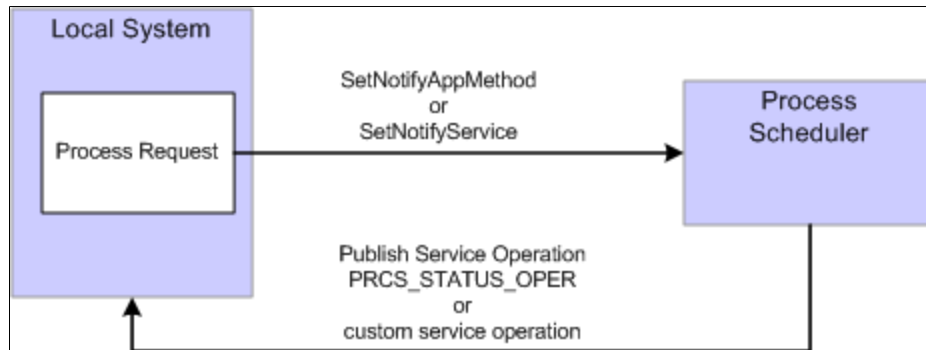 Local System
Process Request
SetNotifyAppMethod
or
SetNotifyService
Process
Scheduler
Publish Service Operation
PRCS_STATUS_OPER
or
custom service operation